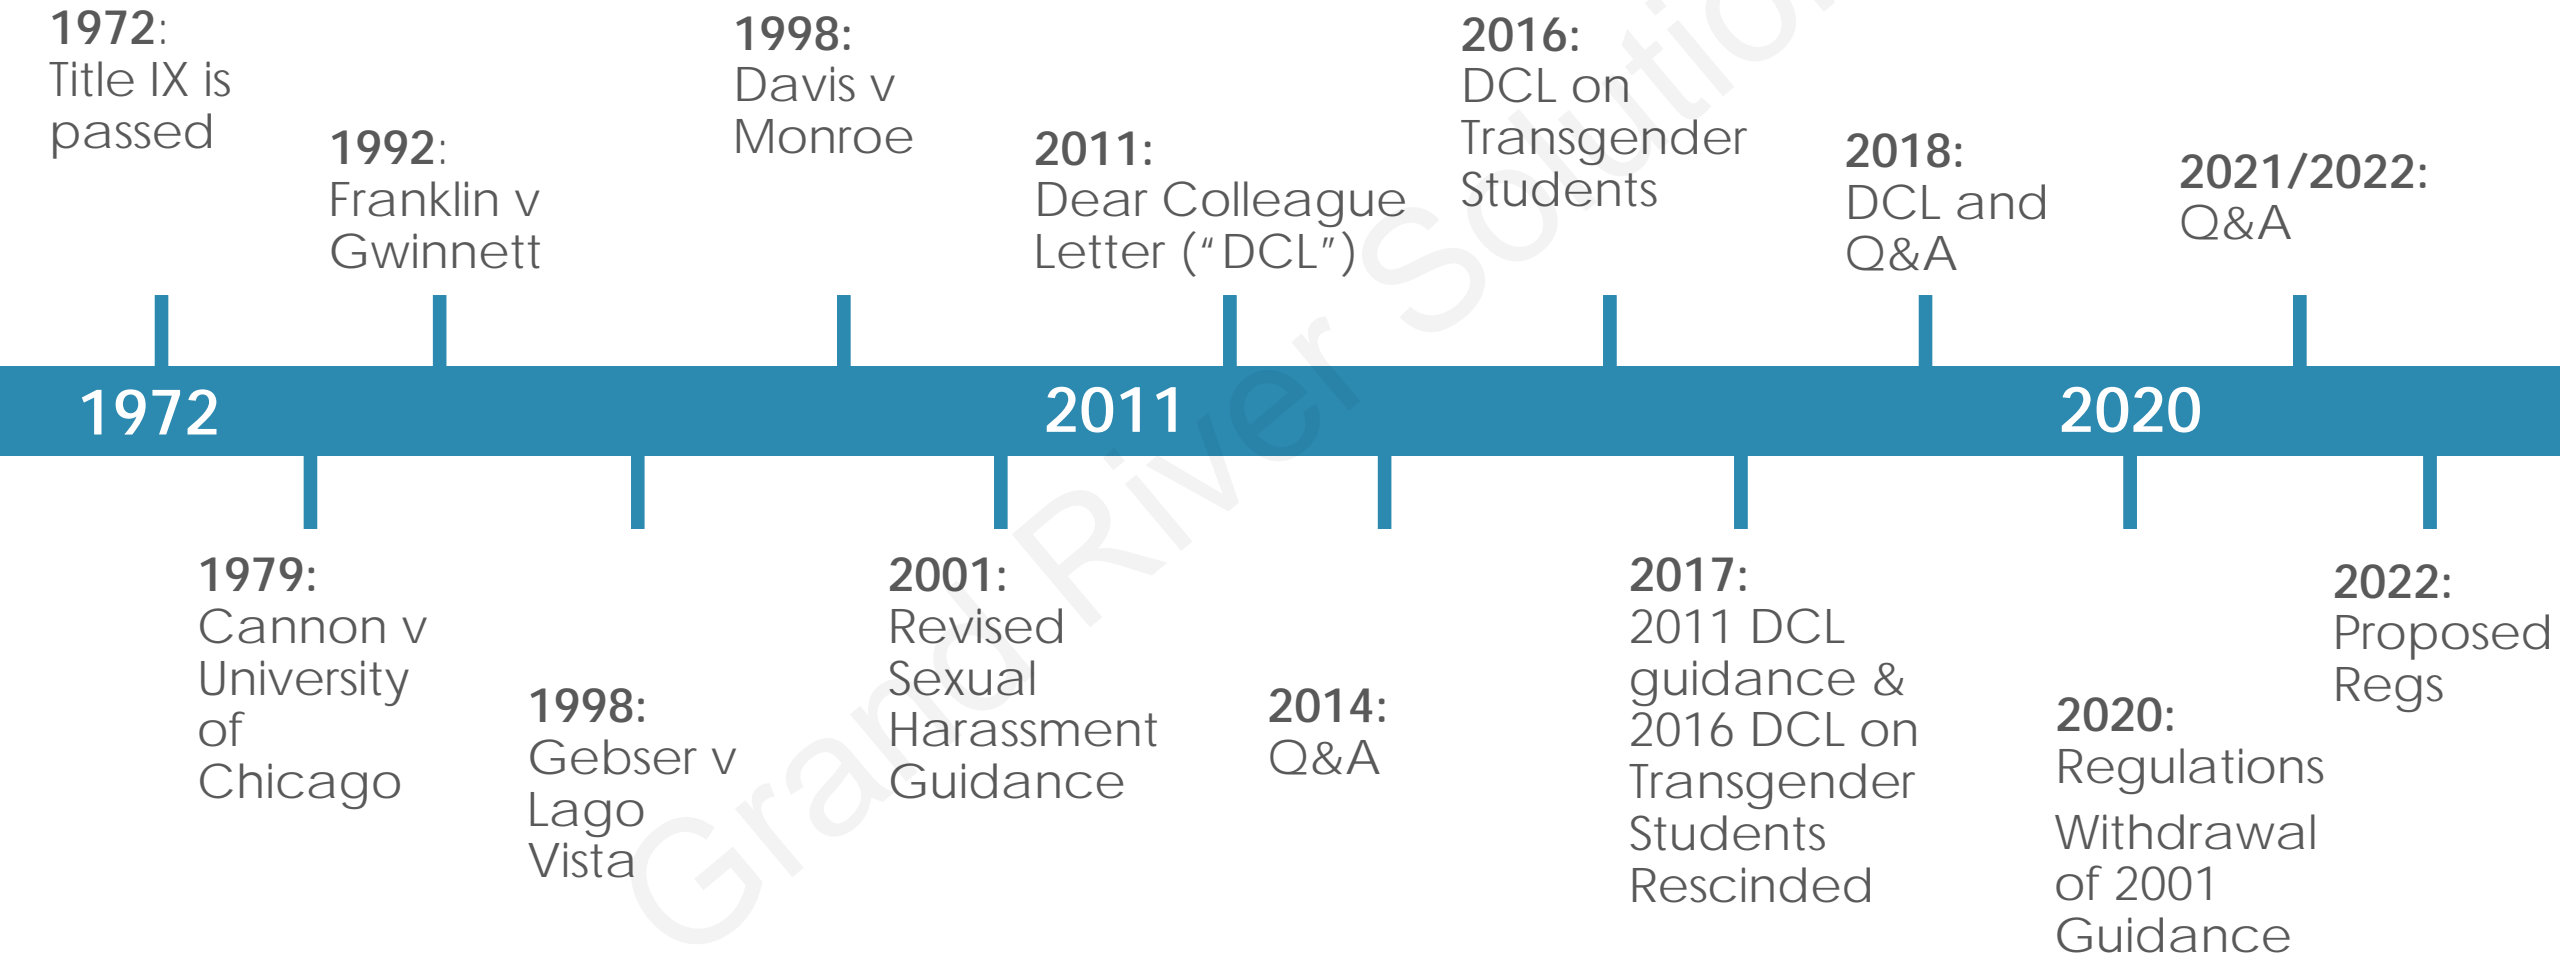 1972:
Title IX is
passed
1992:
Franklin v
Gwinnett
1998:
Davis v
Monroe
2011:
Dear Colleague
Letter (“DCL”)
2016:
DCL on
Transgender
Students
2018:
DCL and
Q&A
2021/2022:
Q&A
1972
2011
2020
1979:
Cannon v
University
of
Chicago
1998:
Gebser v
Lago
Vista
2001:
Revised
Sexual
Harassment
Guidance
2014:
Q&A
2017:
2011 DCL
guidance &
2016 DCL on
Transgender
Students
Rescinded
2020:
Regulations
Withdrawal
of 2001
Guidance
2022:
Proposed
Regs
Grand River Solution